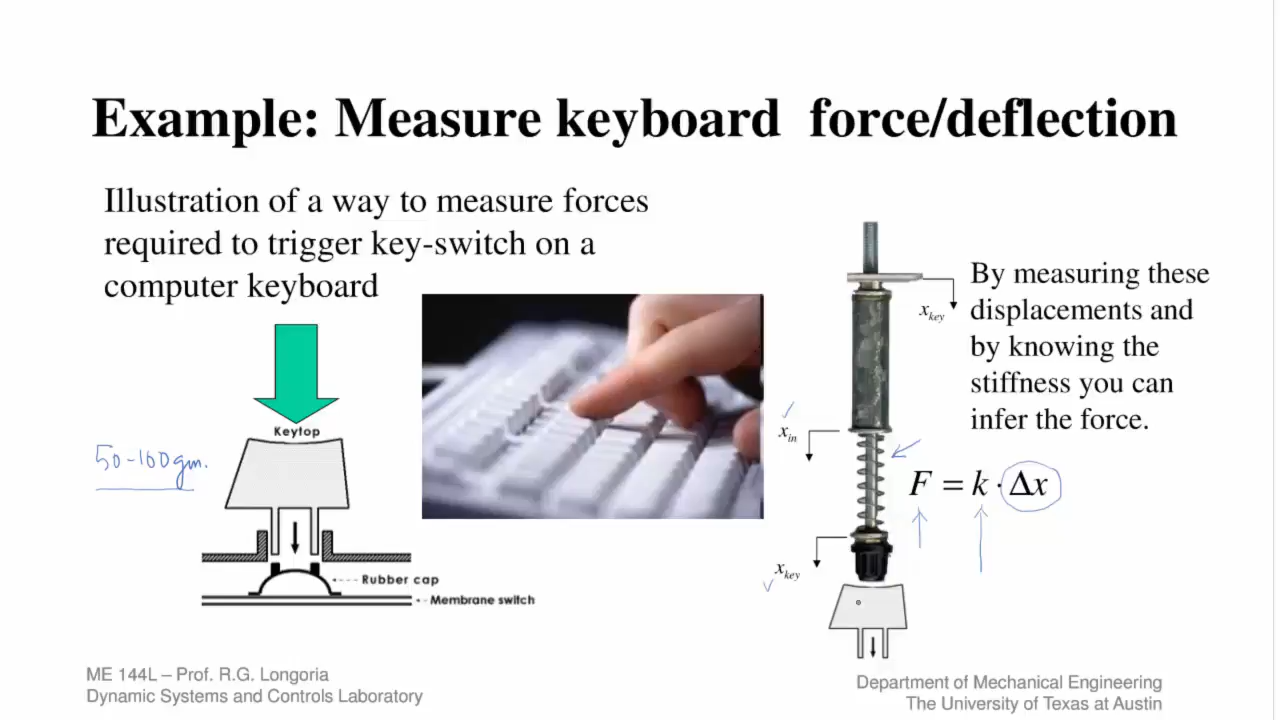 Example: Measure keyboard force/deflection
Illustration of a way to measure forces
required to trigger key-switch on a
computer keyboard
Keytop
50-100gm.
Rubber cap
Membrane switch
x_key
By measuring these
displacements and
by knowing the
stiffness you can
infer the force.
x_in
F = k · Δx
x_key
ME 144L – Prof. R.G. Longoria
Dynamic Systems and Controls Laboratory
Department of Mechanical Engineering
The University of Texas at Austin